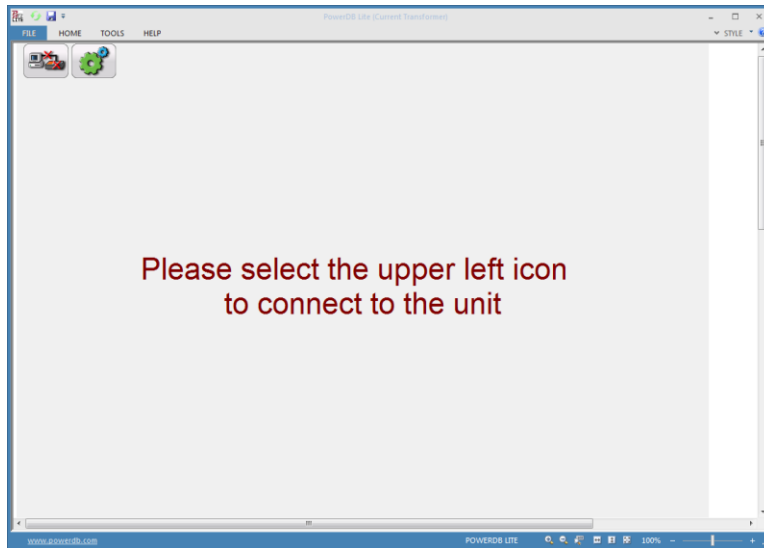 PowerDB Lite (Current Transformer)
FILE HOME TOOLS HELP
STYLE
Please select the upper left icon
to connect to the unit
www.powerdb.com
POWERDB LITE
100%